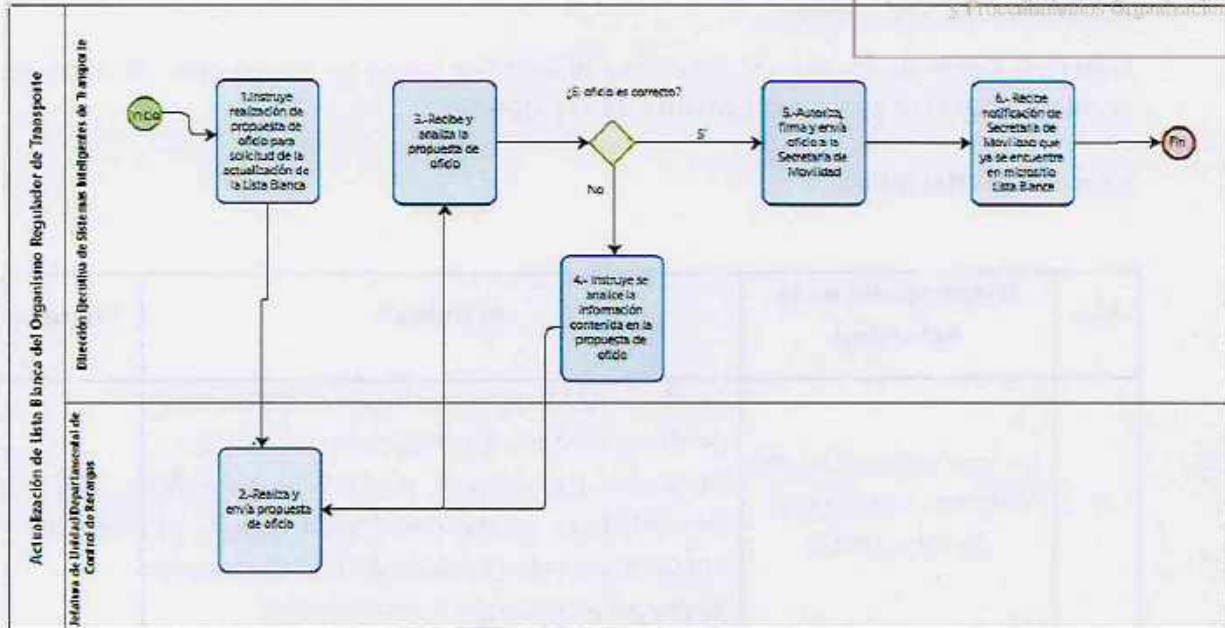 y Procedimientos Organizacion
Actualización de Lista Blanca del Organismo Regulador de Transporte
Dirección Ejecutiva de Sistemas Inteligentes de Transporte
Inicio
1.Instruye
realización de
propuesta de
oficio para
solicitud de la
actualización de
la Lista Blanca
3.-Recibe y
analiza la
propuesta de
oficio
¿El oficio es correcto?
Sí
No
5.-Autoriza,
firma y envía
oficio a la
Secretaría de
Movilidad
6.- Recibe
notificación de
Secretaría de
Movilidad que
ya se encuentra
en micrositio
Lista Blanca
Fin
4.- Instruye se
analice la
información
contenida en la
propuesta de
oficio
Jefatura de Unidad Departamental de
Control de Recargas
2.-Realiza y
envía propuesta
de oficio